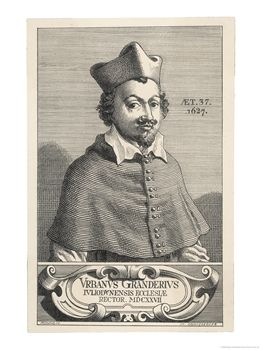 ÆT. 37.
1627.
VRBANVS GRANDERIVS
IVLIODVNENSIS ECCLESIÆ
RECTOR. MDCXXVII